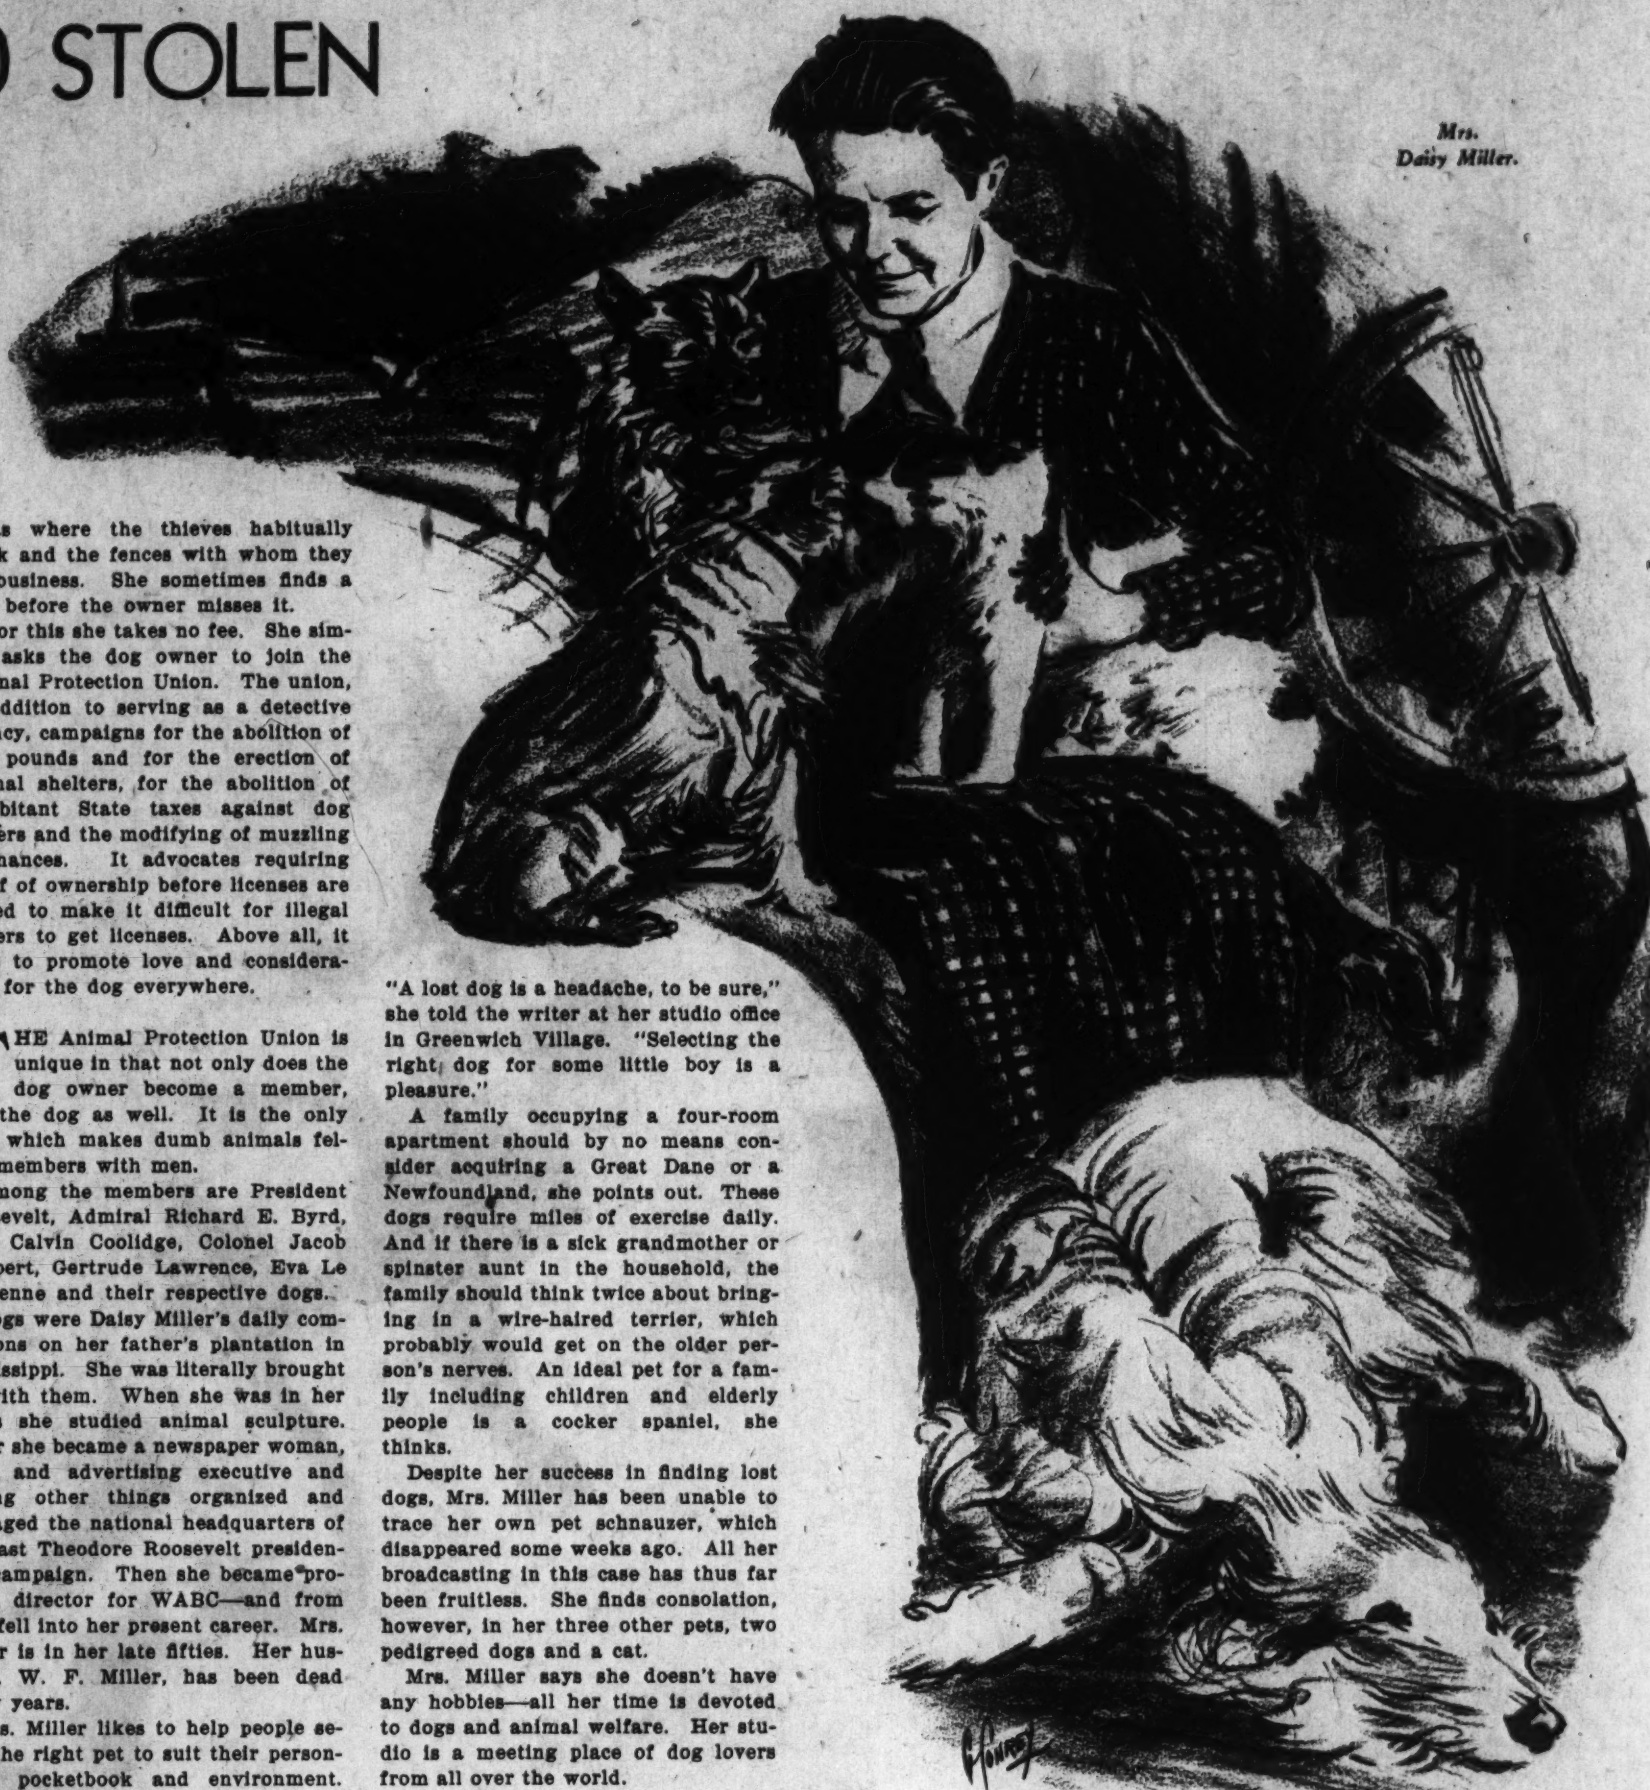 STOLEN
Mrs.
Daisy Miller.
where the thieves habitually
and the fences with whom they
business. She sometimes finds a
before the owner misses it.
or this she takes no fee. She sim-
asks the dog owner to join the
nal Protection Union. The union,
ddition to serving as a detective
ncy, campaigns for the abolition of
pounds and for the erection of
nal shelters, for the abolition of
bitant State taxes against dog
ers and the modifying of muzzling
nances. It advocates requiring
f of ownership before licenses are
ed to make it difficult for illegal
ers to get licenses. Above all, it
to promote love and considera-
for the dog everywhere.
HE Animal Protection Union is
unique in that not only does the
dog owner become a member,
the dog as well. It is the only
which makes dumb animals fel-
members with men.
mong the members are President
evelt, Admiral Richard E. Byrd,
Calvin Coolidge, Colonel Jacob
pert, Gertrude Lawrence, Eva Le
enne and their respective dogs.
ogs were Daisy Miller's daily com-
ons on her father's plantation in
issippi. She was literally brought
ith them. When she was in her
she studied animal sculpture.
r she became a newspaper woman,
and advertising executive and
ng other things organized and
aged the national headquarters of
ast Theodore Roosevelt presiden-
campaign. Then she became pro-
director for WABC—and from
fell into her present career. Mrs.
r is in her late fifties. Her hus-
W. F. Miller, has been dead
years.
s. Miller likes to help people se-
he right pet to suit their person-
pocketbook and environment.
"A lost dog is a headache, to be sure,"
she told the writer at her studio office
in Greenwich Village. "Selecting the
right dog for some little boy is a
pleasure."
A family occupying a four-room
apartment should by no means con-
sider acquiring a Great Dane or a
Newfoundland, she points out. These
dogs require miles of exercise daily.
And if there is a sick grandmother or
spinster aunt in the household, the
family should think twice about bring-
ing in a wire-haired terrier, which
probably would get on the older per-
son's nerves. An ideal pet for a fam-
ily including children and elderly
people is a cocker spaniel, she
thinks.
Despite her success in finding lost
dogs, Mrs. Miller has been unable to
trace her own pet schnauzer, which
disappeared some weeks ago. All her
broadcasting in this case has thus far
been fruitless. She finds consolation,
however, in her three other pets, two
pedigreed dogs and a cat.
Mrs. Miller says she doesn't have
any hobbies—all her time is devoted
to dogs and animal welfare. Her stu-
dio is a meeting place of dog lovers
from all over the world.